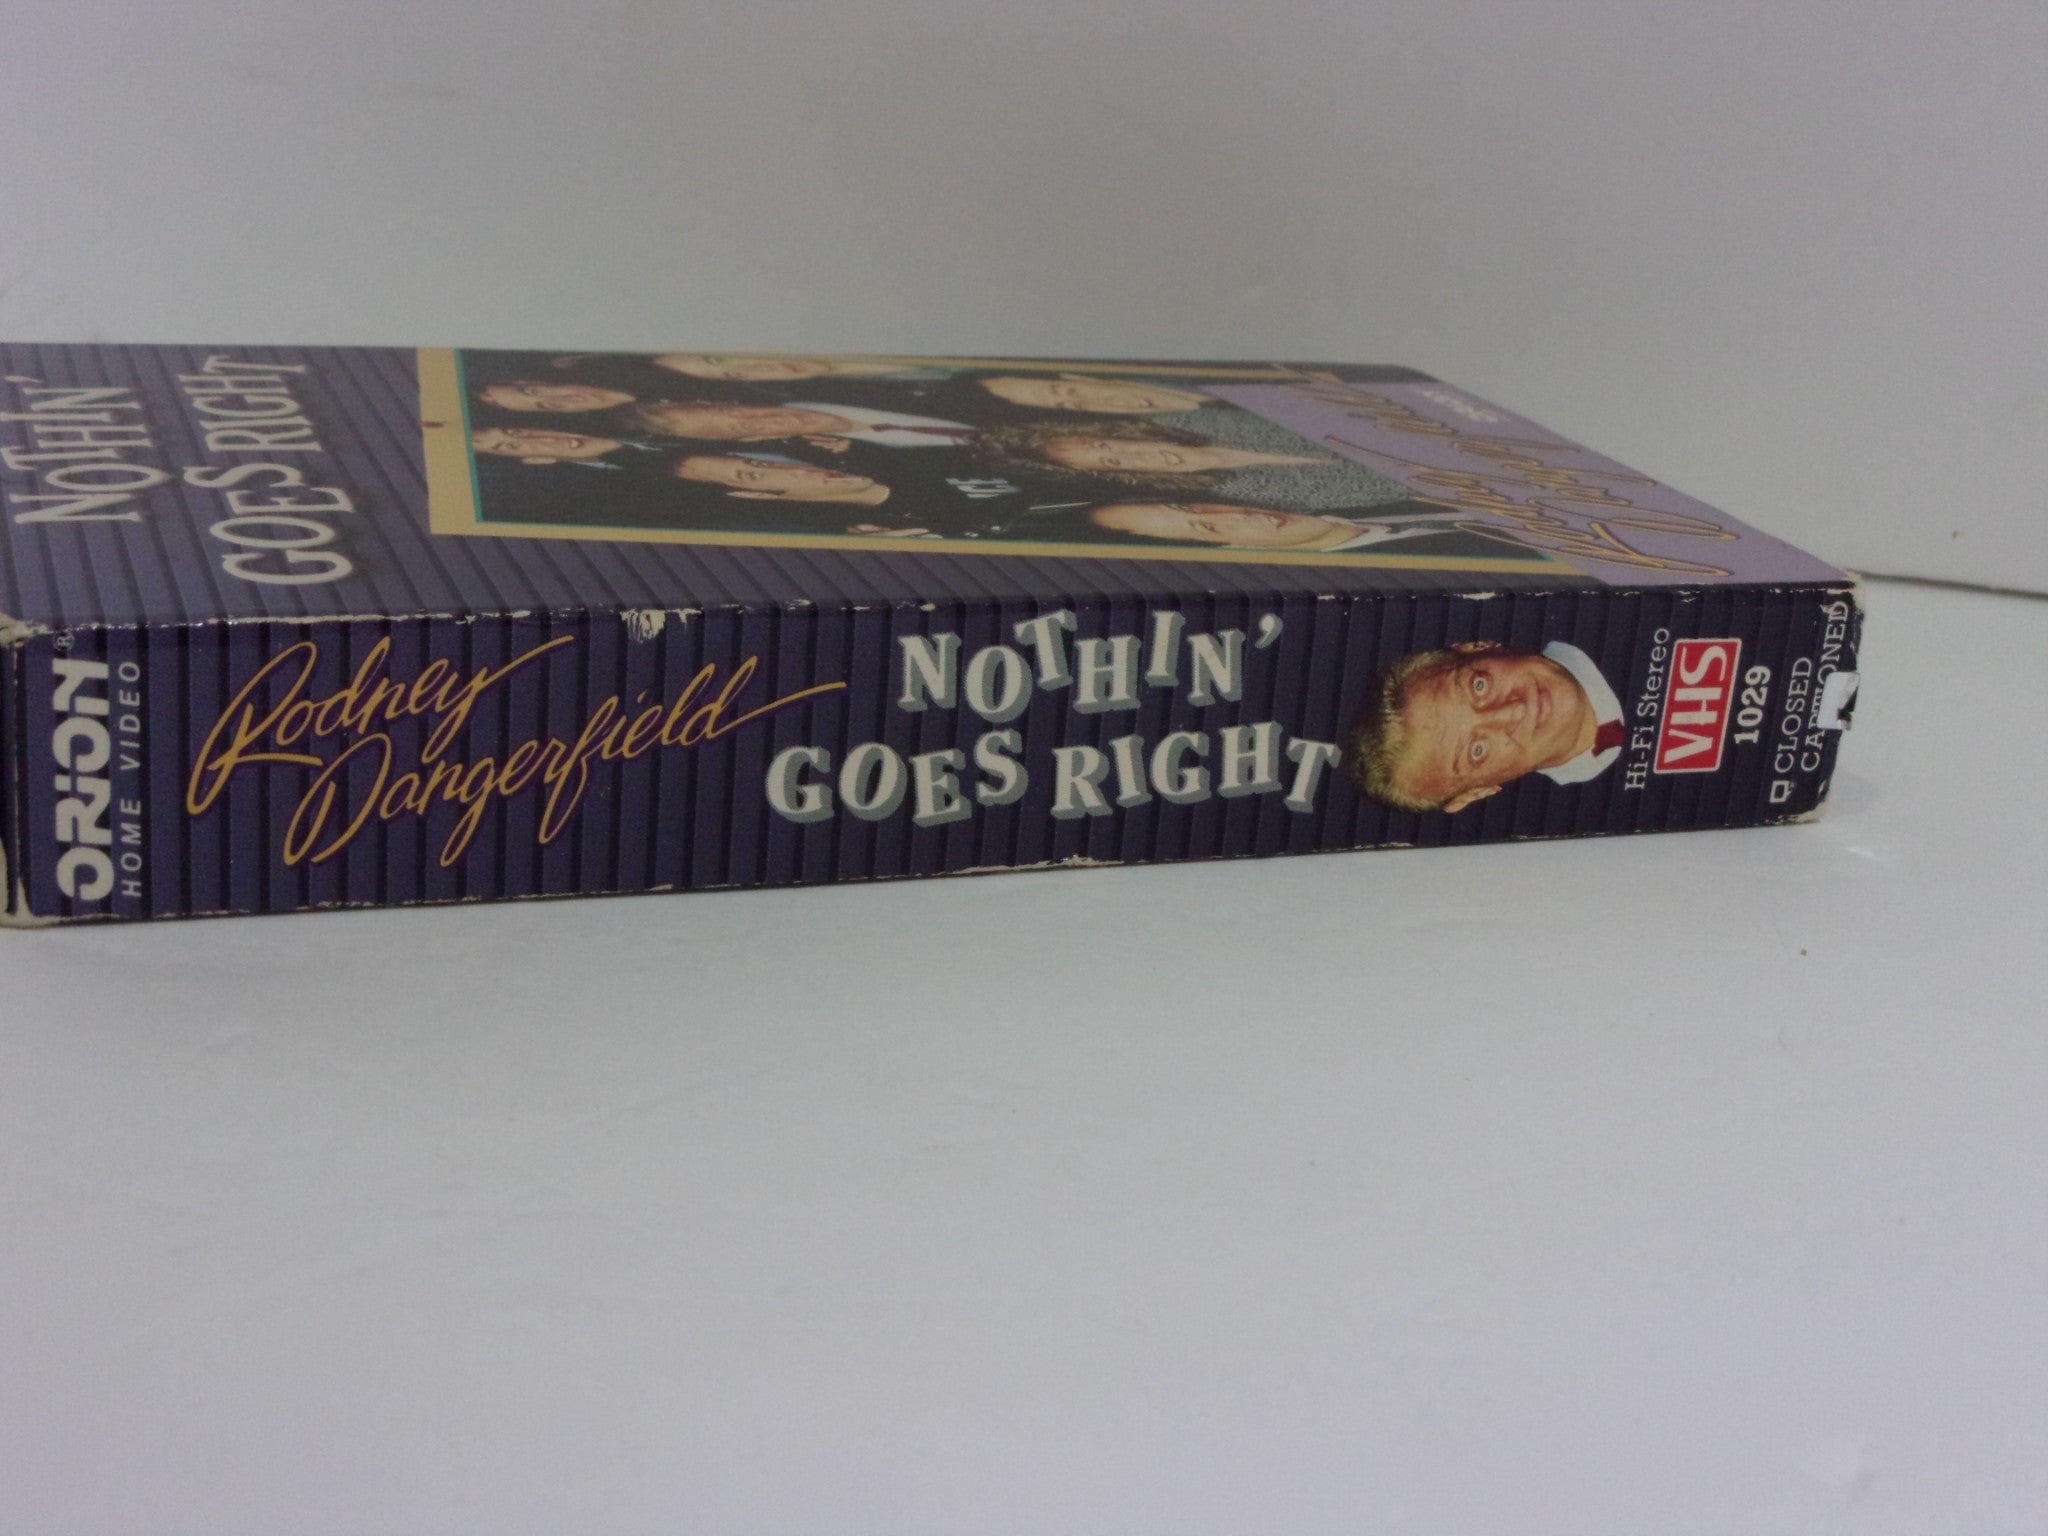 NOTHIN'
GOES RIGHT
ORION®
HOME VIDEO
Rodney
Dangerfield
NOTHIN'
GOES RIGHT
Hi-Fi Stereo
VHS
1029
CLOSED
CAPTIONED